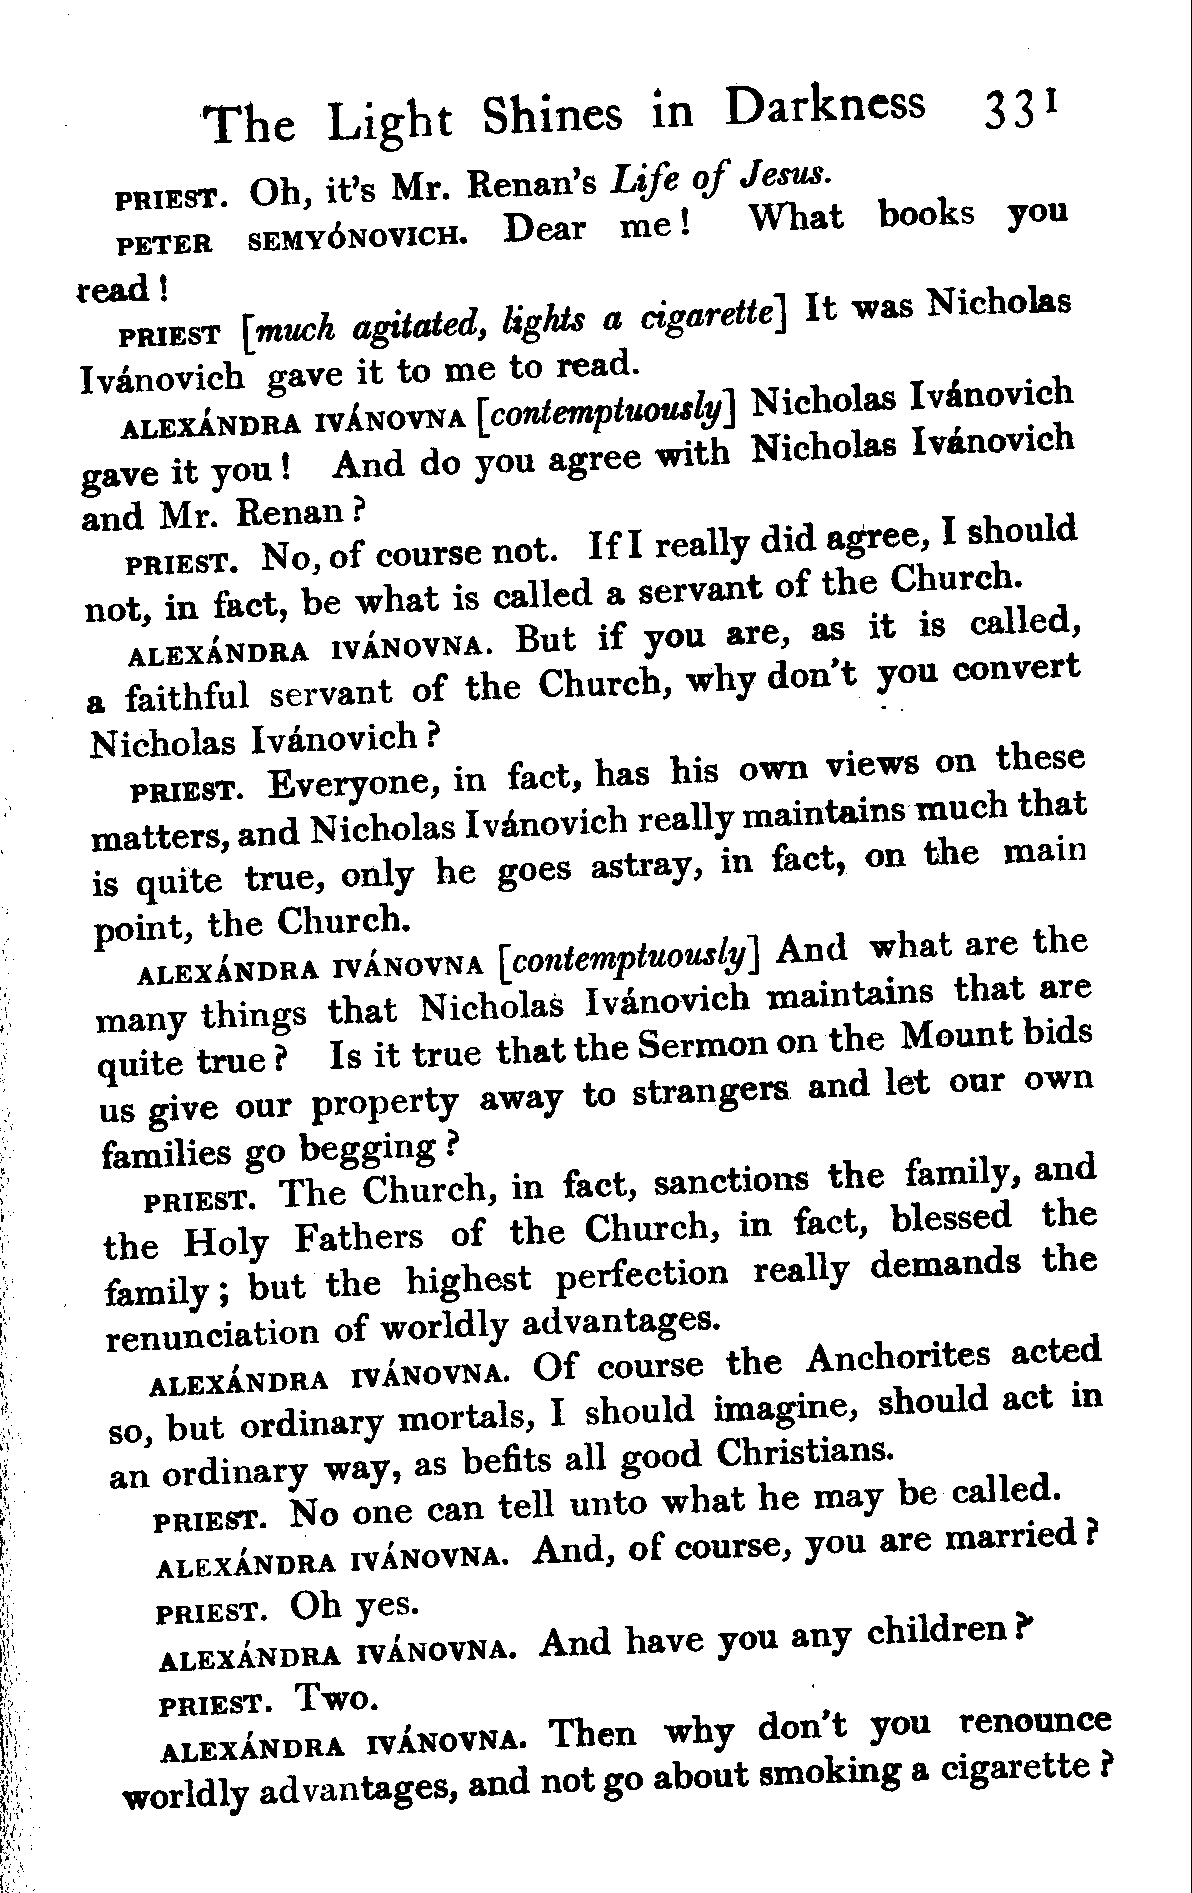 The Light Shines in Darkness 331
PRIEST. Oh, it's Mr. Renan's Life of Jesus.
PETER SEMYÓNOVICH. Dear me! What books you
read!
PRIEST [much agitated, lights a cigarette] It was Nicholas
Ivánovich gave it to me to read.
ALEXÁNDRA IVÁNOVNA [contemptuously] Nicholas Ivánovich
gave it you! And do you agree with Nicholas Ivánovich
and Mr. Renan?
PRIEST. No, of course not. If I really did agree, I should
not, in fact, be what is called a servant of the Church.
ALEXÁNDRA IVÁNOVNA. But if you are, as it is called,
a faithful servant of the Church, why don't you convert
Nicholas Ivánovich?
PRIEST. Everyone, in fact, has his own views on these
matters, and Nicholas Ivánovich really maintains much that
is quite true, only he goes astray, in fact, on the main
point, the Church.
ALEXÁNDRA IVÁNOVNA [contemptuously] And what are the
many things that Nicholas Ivánovich maintains that are
quite true? Is it true that the Sermon on the Mount bids
us give our property away to strangers and let our own
families go begging?
PRIEST. The Church, in fact, sanctions the family, and
the Holy Fathers of the Church, in fact, blessed the
family; but the highest perfection really demands the
renunciation of worldly advantages.
ALEXÁNDRA IVÁNOVNA. Of course the Anchorites acted
so, but ordinary mortals, I should imagine, should act in
an ordinary way, as befits all good Christians.
PRIEST. No one can tell unto what he may be called.
ALEXÁNDRA IVÁNOVNA. And, of course, you are married?
PRIEST. Oh yes.
ALEXÁNDRA IVÁNOVNA. And have you any children?
PRIEST. Two.
ALEXÁNDRA IVÁNOVNA. Then why don't you renounce
worldly advantages, and not go about smoking a cigarette?